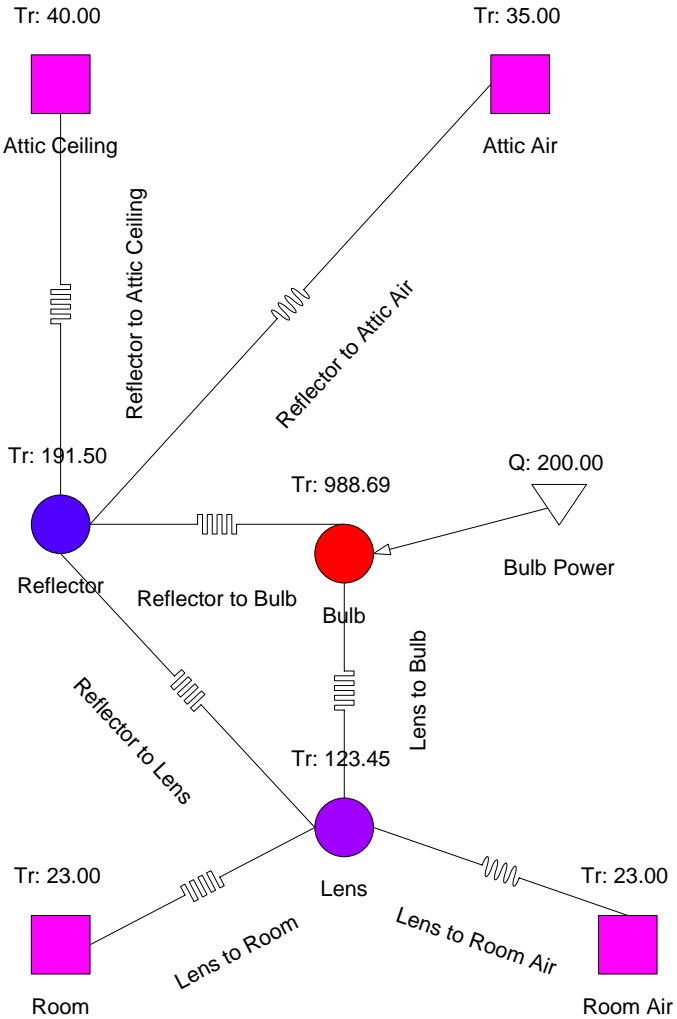 Tr: 40.00
Tr: 35.00
Attic Ceiling
Attic Air
Reflector to Attic Ceiling
Reflector to Attic Air
Tr: 191.50
Q: 200.00
Tr: 988.69
Bulb Power
Reflector
Reflector to Bulb
Bulb
Lens to Bulb
Reflector to Lens
Tr: 123.45
Tr: 23.00
Lens
Tr: 23.00
Lens to Room
Lens to Room Air
Room
Room Air